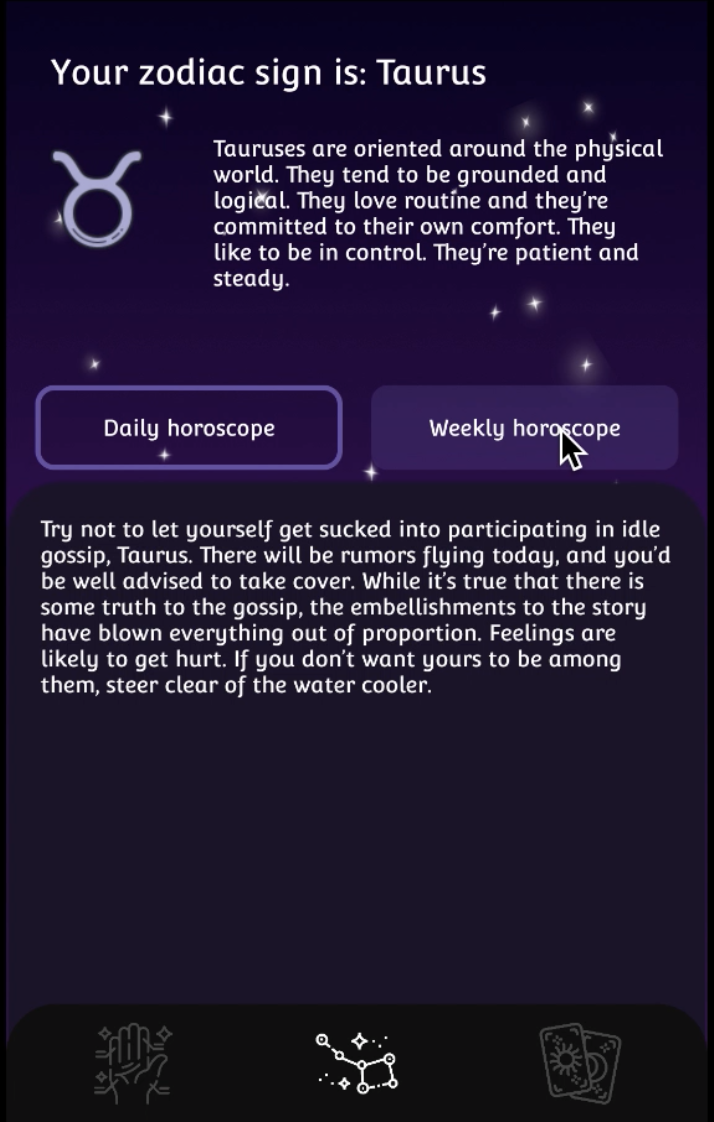 Your zodiac sign is: Taurus
Tauruses are oriented around the physical
world. They tend to be grounded and
logical. They love routine and they're
committed to their own comfort. They
like to be in control. They're patient and
steady.
Daily horoscope
Weekly horoscope
Try not to let yourself get sucked into participating in idle
gossip, Taurus. There will be rumors flying today, and you'd
be well advised to take cover. While it's true that there is
some truth to the gossip, the embellishments to the story
have blown everything out of proportion. Feelings are
likely to get hurt. If you don't want yours to be among
them, steer clear of the water cooler.